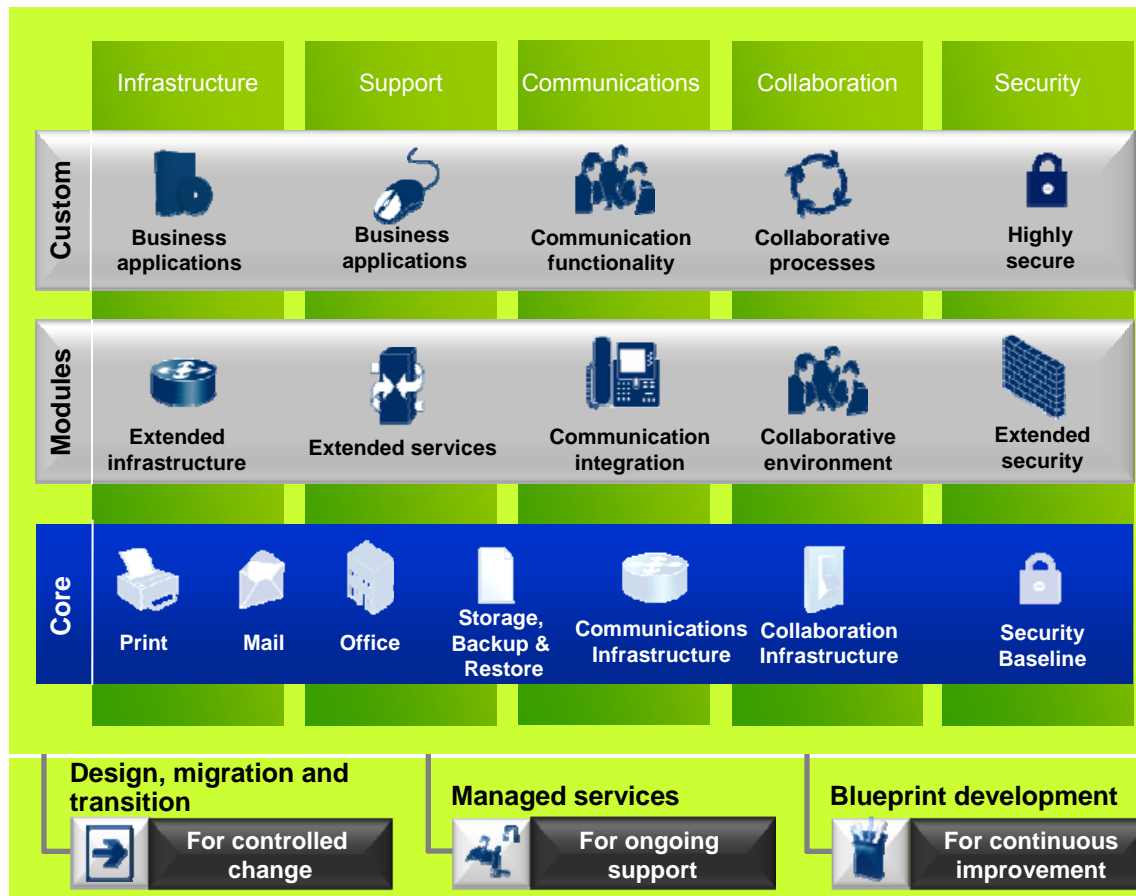 Infrastructure
Support
Communications
Collaboration
Security
Custom
Business
applications
Business
applications
Communication
functionality
Collaborative
processes
Highly
secure
Modules
Extended
infrastructure
Extended services
Communication
integration
Collaborative
environment
Extended
security
Core
Print
Mail
Office
Storage,
Backup &
Restore
Communications
Infrastructure
Collaboration
Infrastructure
Security
Baseline
Design, migration and
transition
For controlled
change
Managed services
For ongoing
support
Blueprint development
For continuous
improvement